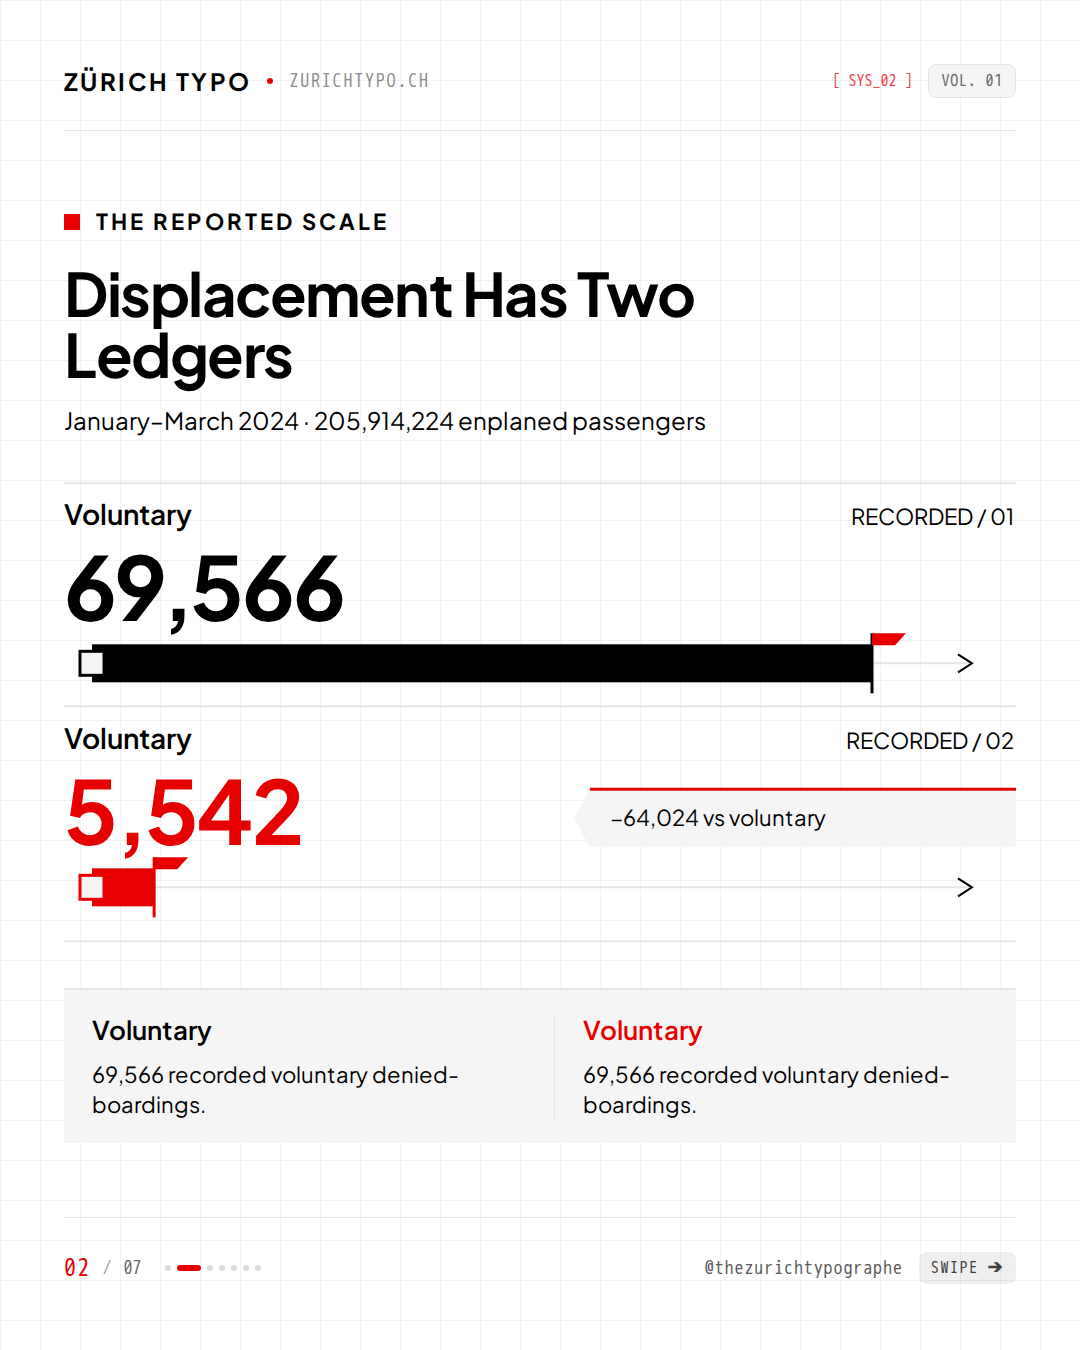 ZÜRICH TYPO • ZURICHTYPO.CH
[ SYS_02 ] VOL. 01
THE REPORTED SCALE
Displacement Has Two
Ledgers
January–March 2024 · 205,914,224 enplaned passengers
Voluntary
RECORDED / 01
69,566
Voluntary
RECORDED / 02
5,542
–64,024 vs voluntary
Voluntary
69,566 recorded voluntary denied-
boardings.
Voluntary
69,566 recorded voluntary denied-
boardings.
02 / 07
@thezurichtypographe
SWIPE ➔